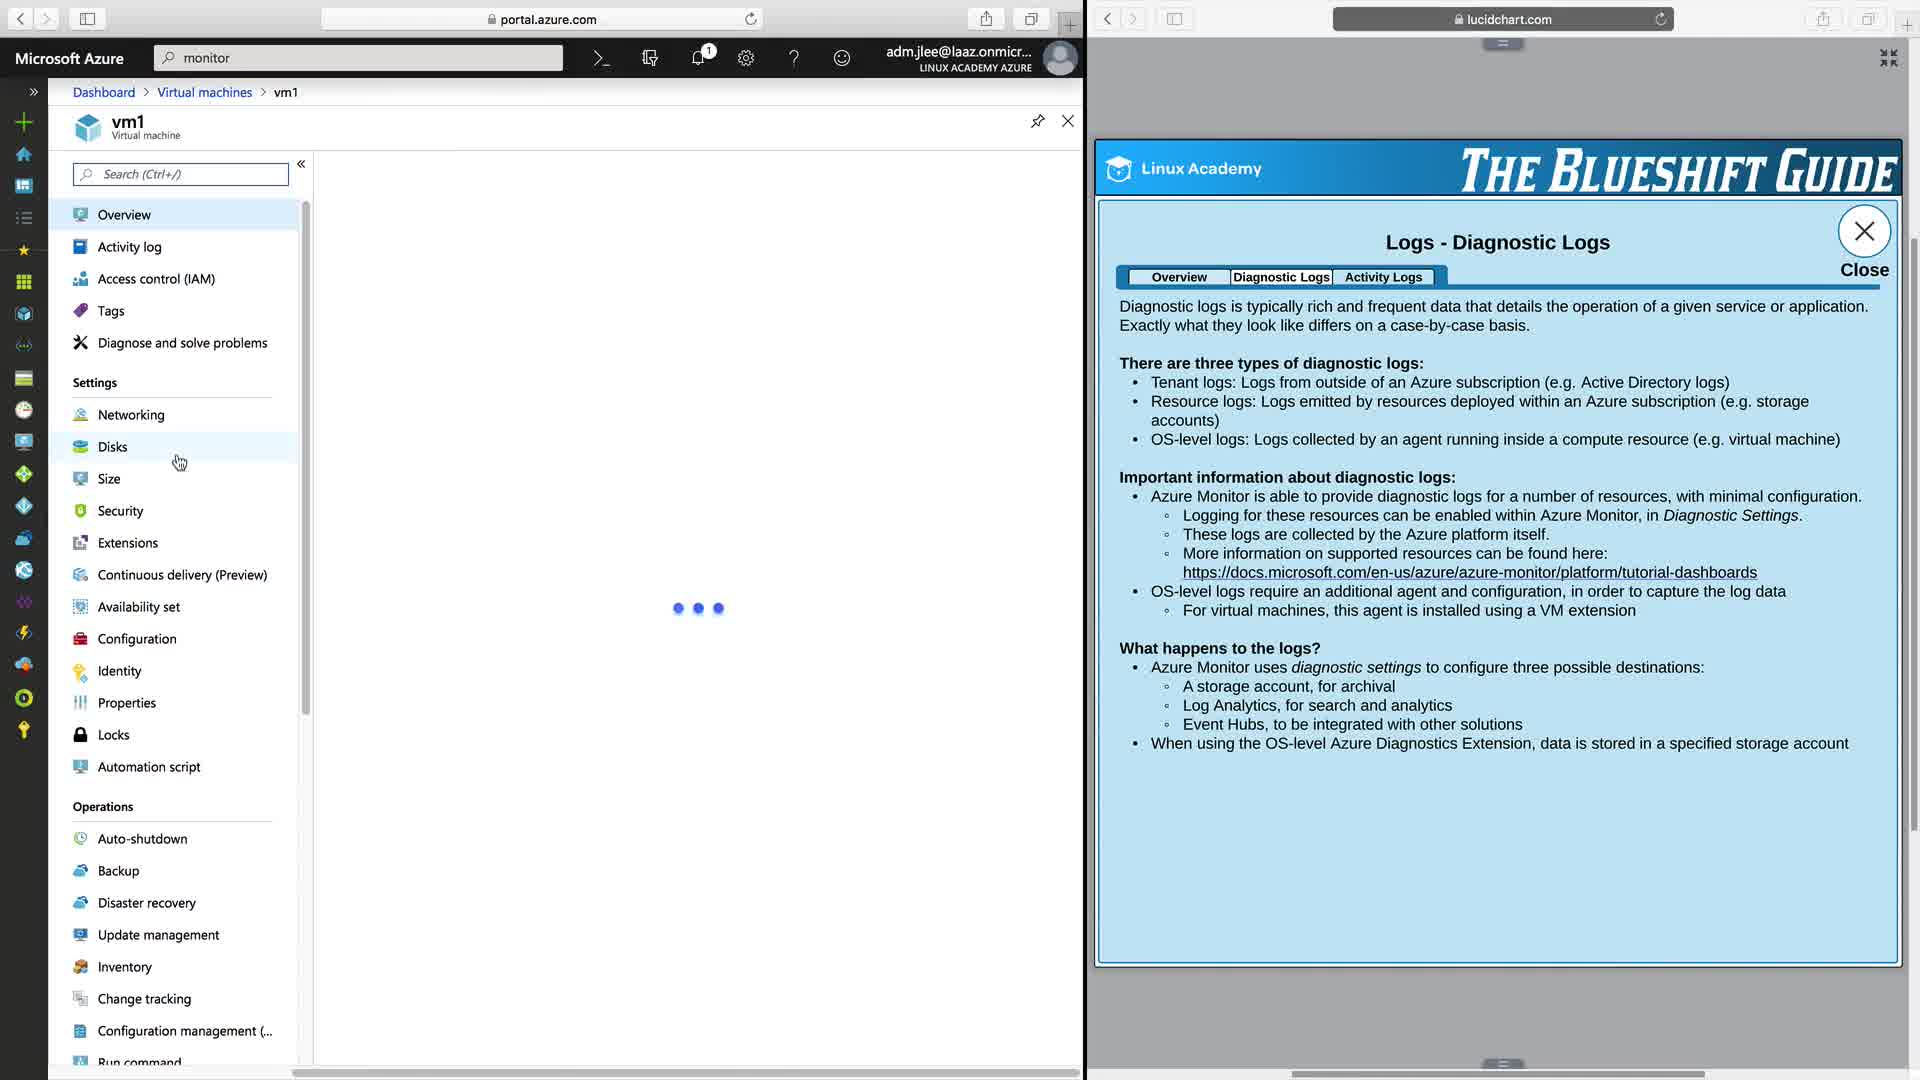 portal.azure.com
Microsoft Azure
monitor
1
adm.jlee@laaz.onmicr...
LINUX ACADEMY AZURE
Dashboard > Virtual machines > vm1
vm1
Virtual machine
Search (Ctrl+/)
Overview
Activity log
Access control (IAM)
Tags
Diagnose and solve problems
Settings
Networking
Disks
Size
Security
Extensions
Continuous delivery (Preview)
Availability set
Configuration
Identity
Properties
Locks
Automation script
Operations
Auto-shutdown
Backup
Disaster recovery
Update management
Inventory
Change tracking
Configuration management (...
Run command
lucidchart.com
Linux Academy
THE BLUESHIFT GUIDE
Logs - Diagnostic Logs
Close
Overview Diagnostic Logs Activity Logs
Diagnostic logs is typically rich and frequent data that details the operation of a given service or application.
Exactly what they look like differs on a case-by-case basis.
There are three types of diagnostic logs:
• Tenant logs: Logs from outside of an Azure subscription (e.g. Active Directory logs)
• Resource logs: Logs emitted by resources deployed within an Azure subscription (e.g. storage
accounts)
• OS-level logs: Logs collected by an agent running inside a compute resource (e.g. virtual machine)
Important information about diagnostic logs:
• Azure Monitor is able to provide diagnostic logs for a number of resources, with minimal configuration.
◦ Logging for these resources can be enabled within Azure Monitor, in Diagnostic Settings.
◦ These logs are collected by the Azure platform itself.
◦ More information on supported resources can be found here:
https://docs.microsoft.com/en-us/azure/azure-monitor/platform/tutorial-dashboards
• OS-level logs require an additional agent and configuration, in order to capture the log data
◦ For virtual machines, this agent is installed using a VM extension
What happens to the logs?
• Azure Monitor uses diagnostic settings to configure three possible destinations:
◦ A storage account, for archival
◦ Log Analytics, for search and analytics
◦ Event Hubs, to be integrated with other solutions
• When using the OS-level Azure Diagnostics Extension, data is stored in a specified storage account